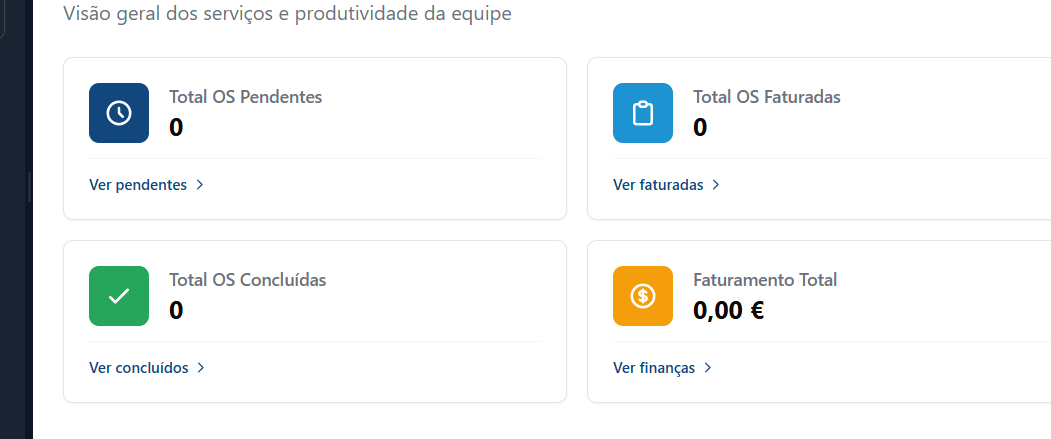 Visão geral dos serviços e produtividade da equipe
Total OS Pendentes
0
Ver pendentes
Total OS Faturadas
0
Ver faturadas
Total OS Concluídas
0
Ver concluídos
Faturamento Total
0,00 €
Ver finanças